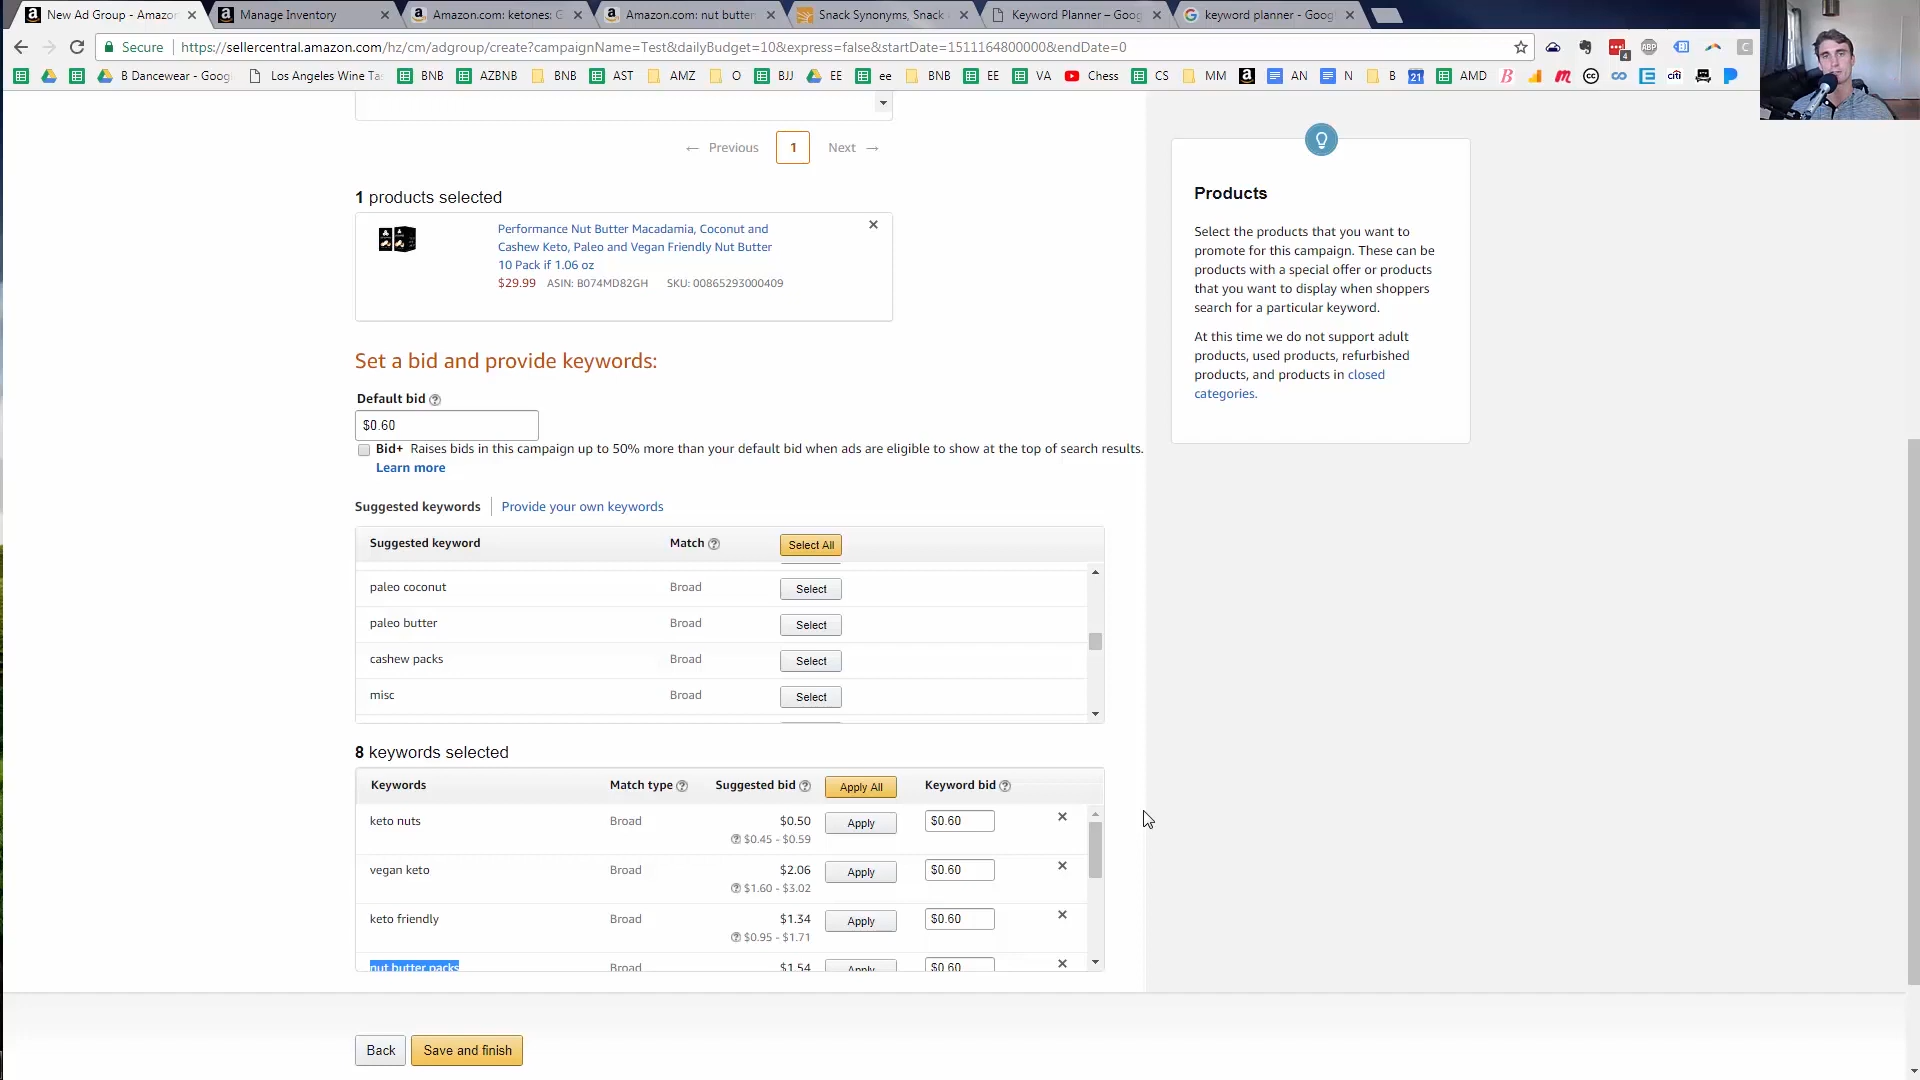 New Ad Group - Amazon
Manage Inventory
Amazon.com: ketones: G
Amazon.com: nut butter
Snack Synonyms, Snack
Keyword Planner – Goog
keyword planner - Googl
Secure
https://sellercentral.amazon.com/hz/cm/adgroup/create?campaignName=Test&dailyBudget=10&express=false&startDate=1511164800000&endDate=0
4
ABP
C
B Dancewear - Goog
Los Angeles Wine Ta
BNB
AZBNB
BNB
AST
AMZ
O
BJJ
EE
ee
BNB
EE
VA
Chess
CS
MM
AN
N
B
21
AMD
citi
← Previous
1
Next →
1 products selected
Performance Nut Butter Macadamia, Coconut and
Cashew Keto, Paleo and Vegan Friendly Nut Butter
10 Pack if 1.06 oz
$29.99 ASIN: B074MD82GH SKU: 00865293000409
Set a bid and provide keywords:
Default bid
$0.60
Bid+ Raises bids in this campaign up to 50% more than your default bid when ads are eligible to show at the top of search results.
Learn more
Suggested keywords
Provide your own keywords
Suggested keyword Match Select All
paleo coconut Broad Select
paleo butter Broad Select
cashew packs Broad Select
misc Broad Select
8 keywords selected
Keywords Match type Suggested bid Apply All Keyword bid
keto nuts Broad $0.50 Apply $0.60
$0.45 - $0.59
vegan keto Broad $2.06 Apply $0.60
$1.60 - $3.02
keto friendly Broad $1.34 Apply $0.60
$0.95 - $1.71
nut butter packs Broad $1.54 Apply $0.60
Back
Save and finish
Products
Select the products that you want to
promote for this campaign. These can be
products with a special offer or products
that you want to display when shoppers
search for a particular keyword.
At this time we do not support adult
products, used products, refurbished
products, and products in closed
categories.